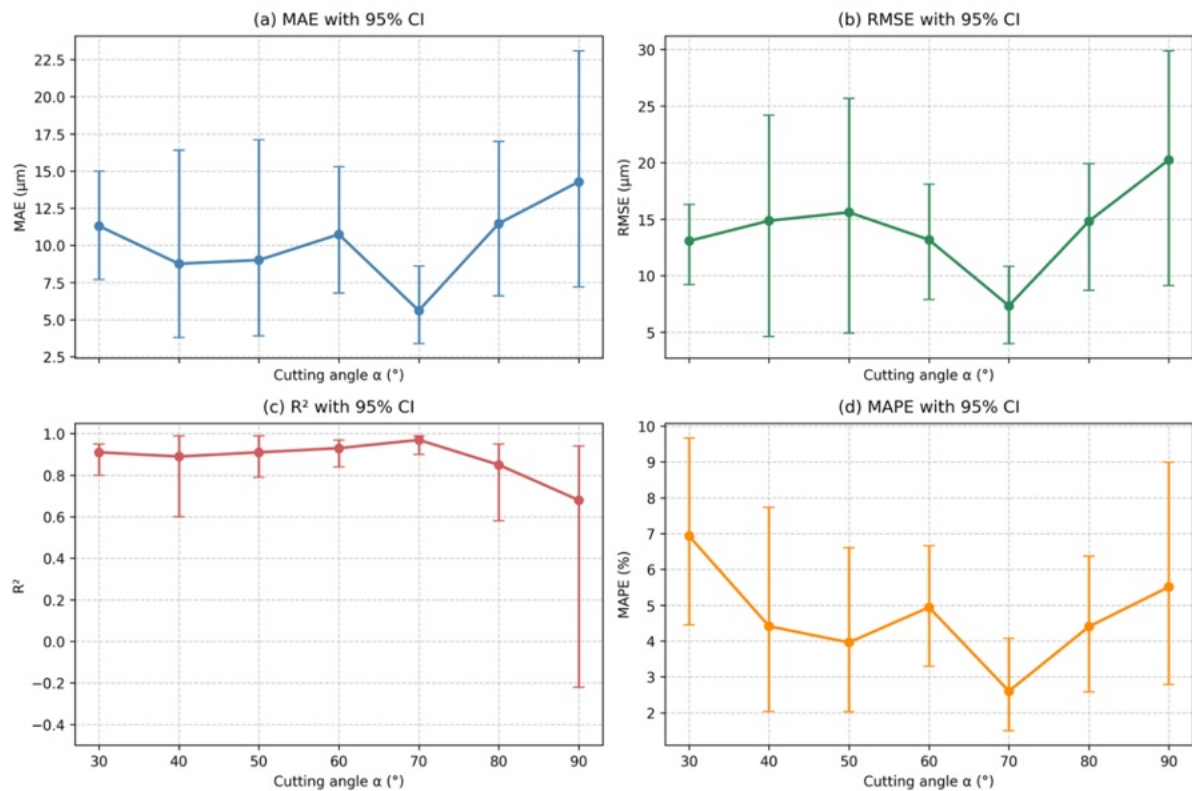 (a) MAE with 95% CI
22.5
20.0
17.5
15.0
12.5
10.0
7.5
5.0
2.5
MAE (µm)
Cutting angle α (°)
(b) RMSE with 95% CI
30
25
20
15
10
5
RMSE (µm)
Cutting angle α (°)
(c) R² with 95% CI
1.0
0.8
0.6
0.4
0.2
0.0
−0.2
−0.4
R²
30 40 50 60 70 80 90
Cutting angle α (°)
(d) MAPE with 95% CI
10
9
8
7
6
5
4
3
2
MAPE (%)
30 40 50 60 70 80 90
Cutting angle α (°)